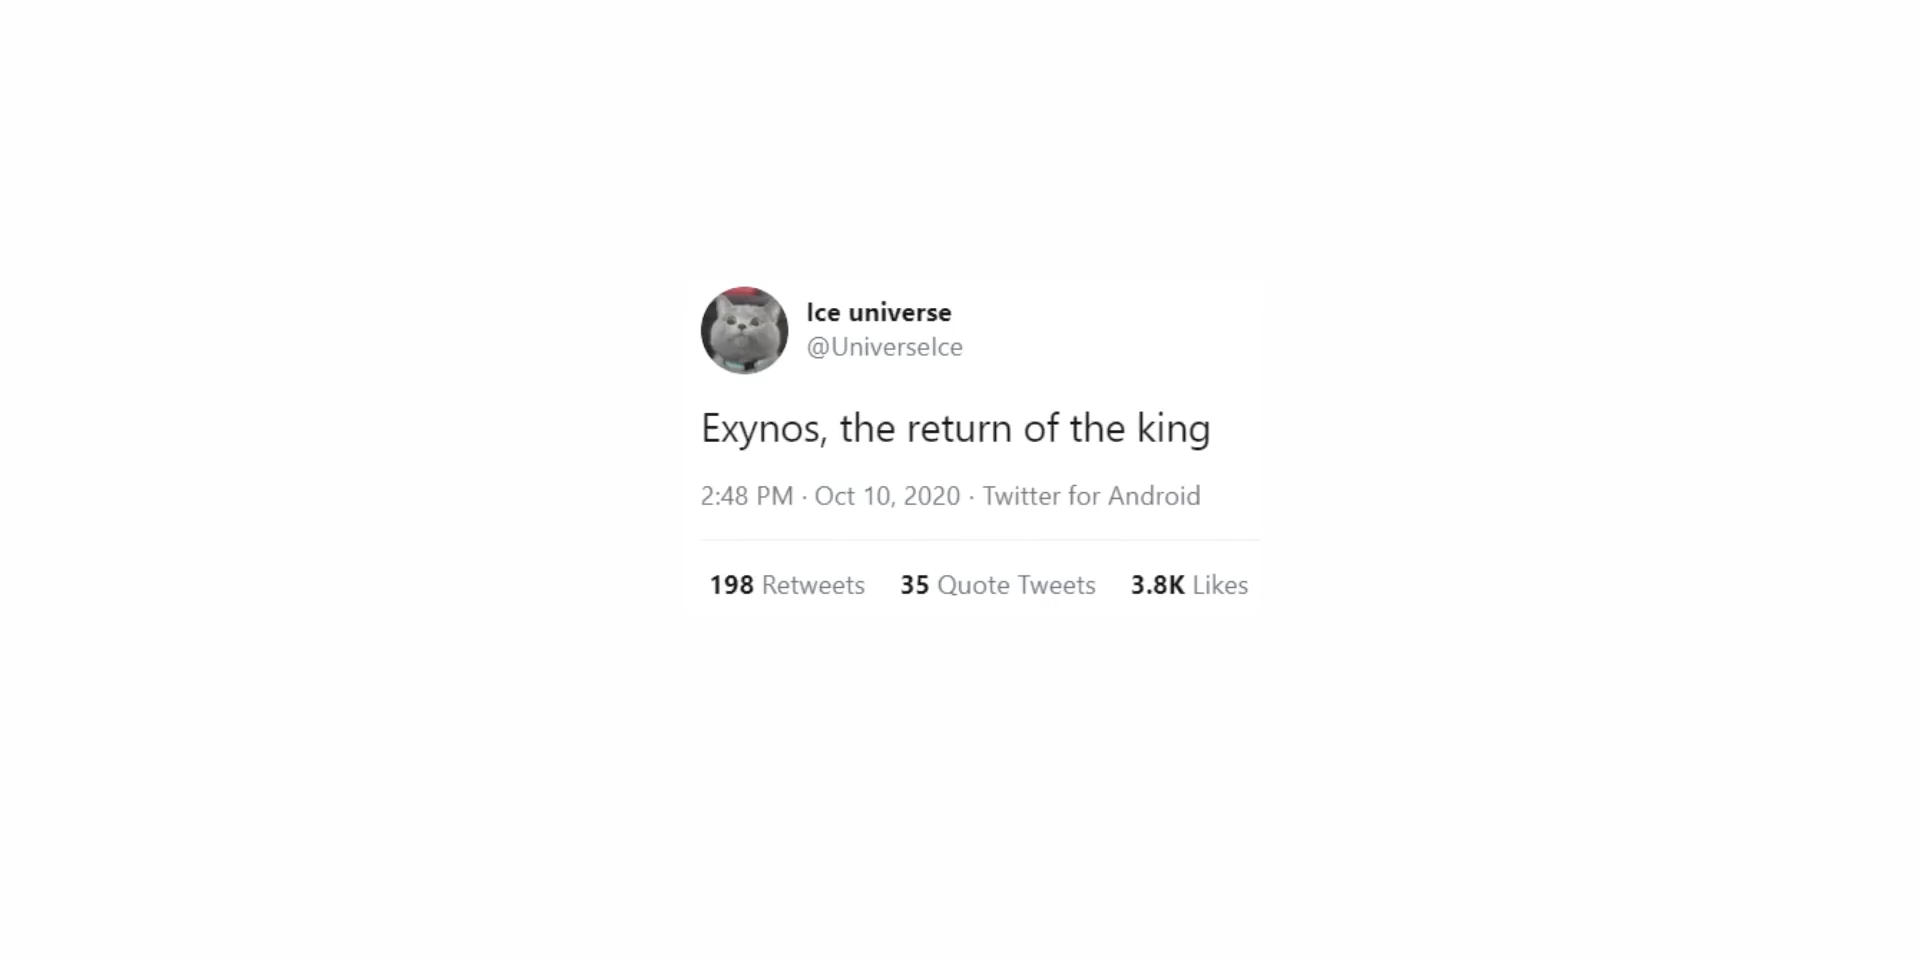 Ice universe
@UniverseIce
Exynos, the return of the king
2:48 PM · Oct 10, 2020 · Twitter for Android
198 Retweets 35 Quote Tweets 3.8K Likes